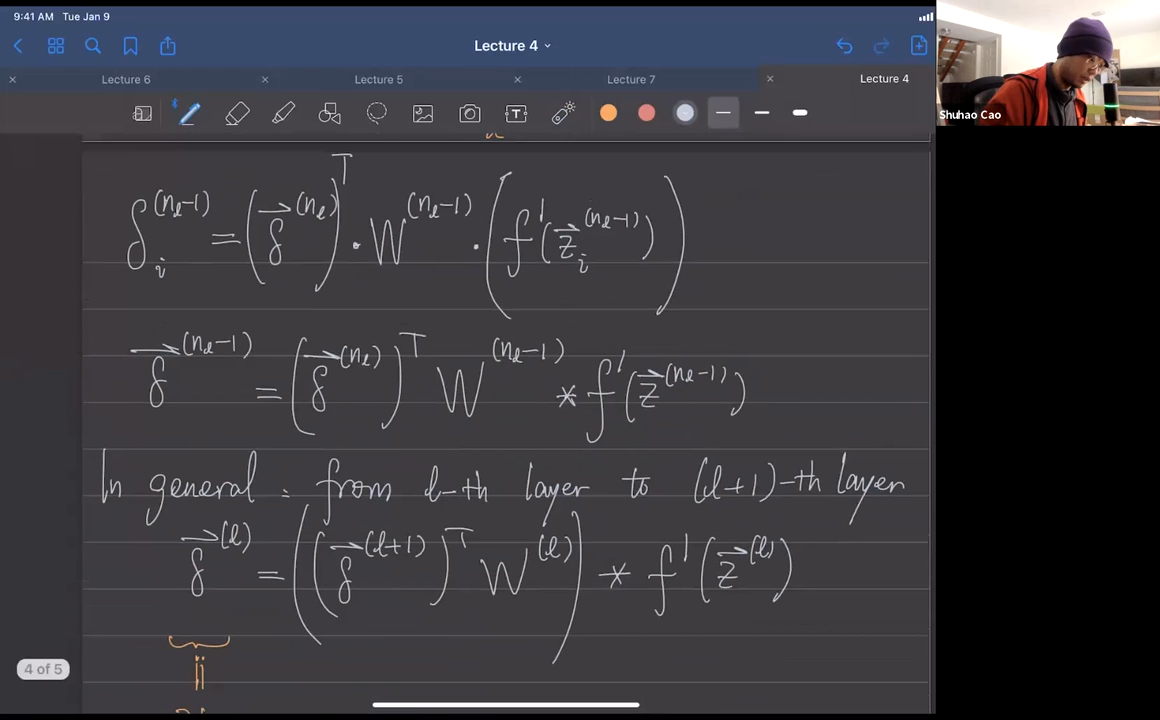 9:41 AM Tue Jan 9
Lecture 4
Lecture 6
Lecture 5
Lecture 7
Lecture 4
Shuhao Cao
δ_i^(n_l-1) = (δ⃗^(n_l))^T · W^(n_l-1) · (f'(z⃗_i^(n_l-1)))
δ⃗^(n_l-1) = (δ⃗^(n_l))^T W^(n_l-1) * f'(z⃗^(n_l-1))
In general: from l-th layer to (l+1)-th layer
δ⃗^(l) = ((δ⃗^(l+1))^T W^(l)) * f'(z⃗^(l))
4 of 5